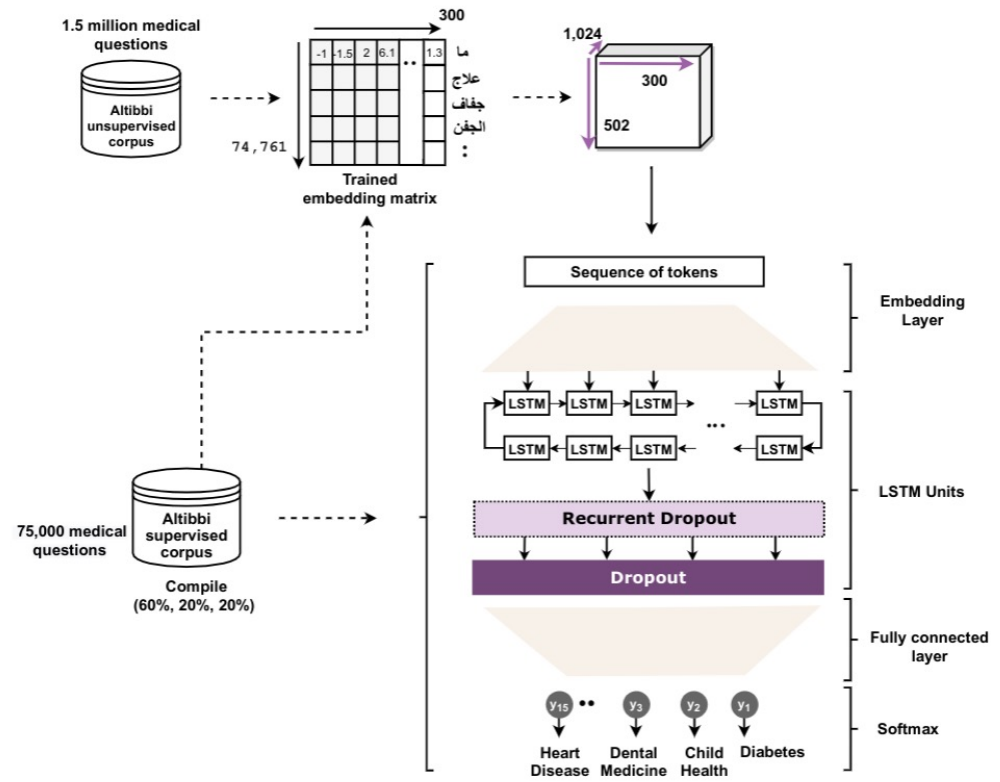 1.5 million medical
questions
Altibbi
unsupervised
corpus
300
74,761
-1 -1.5 2 6.1 .. 1.3
ما
علاج
جفاف
الجفن
:
Trained
embedding matrix
1,024
300
502
Sequence of tokens
Embedding
Layer
LSTM LSTM LSTM LSTM
...
LSTM LSTM LSTM LSTM
LSTM Units
Recurrent Dropout
Dropout
75,000 medical
questions
Altibbi
supervised
corpus
Compile
(60%, 20%, 20%)
Fully connected
layer
y15 •• y3 y2 y1
Softmax
Heart
Disease
Dental
Medicine
Child
Health
Diabetes